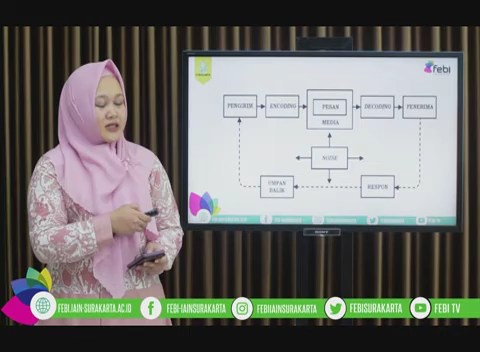 febi
PENGIRIM
ENCODING
PESAN
MEDIA
DECODING
PENERIMA
NOISE
UMPAN
BALIK
RESPON
SONY
FEBI.IAIN-SURAKARTA.AC.ID
FEBI-IAINSURAKARTA
FEBIIAINSURAKARTA
FEBISURAKARTA
FEBI TV